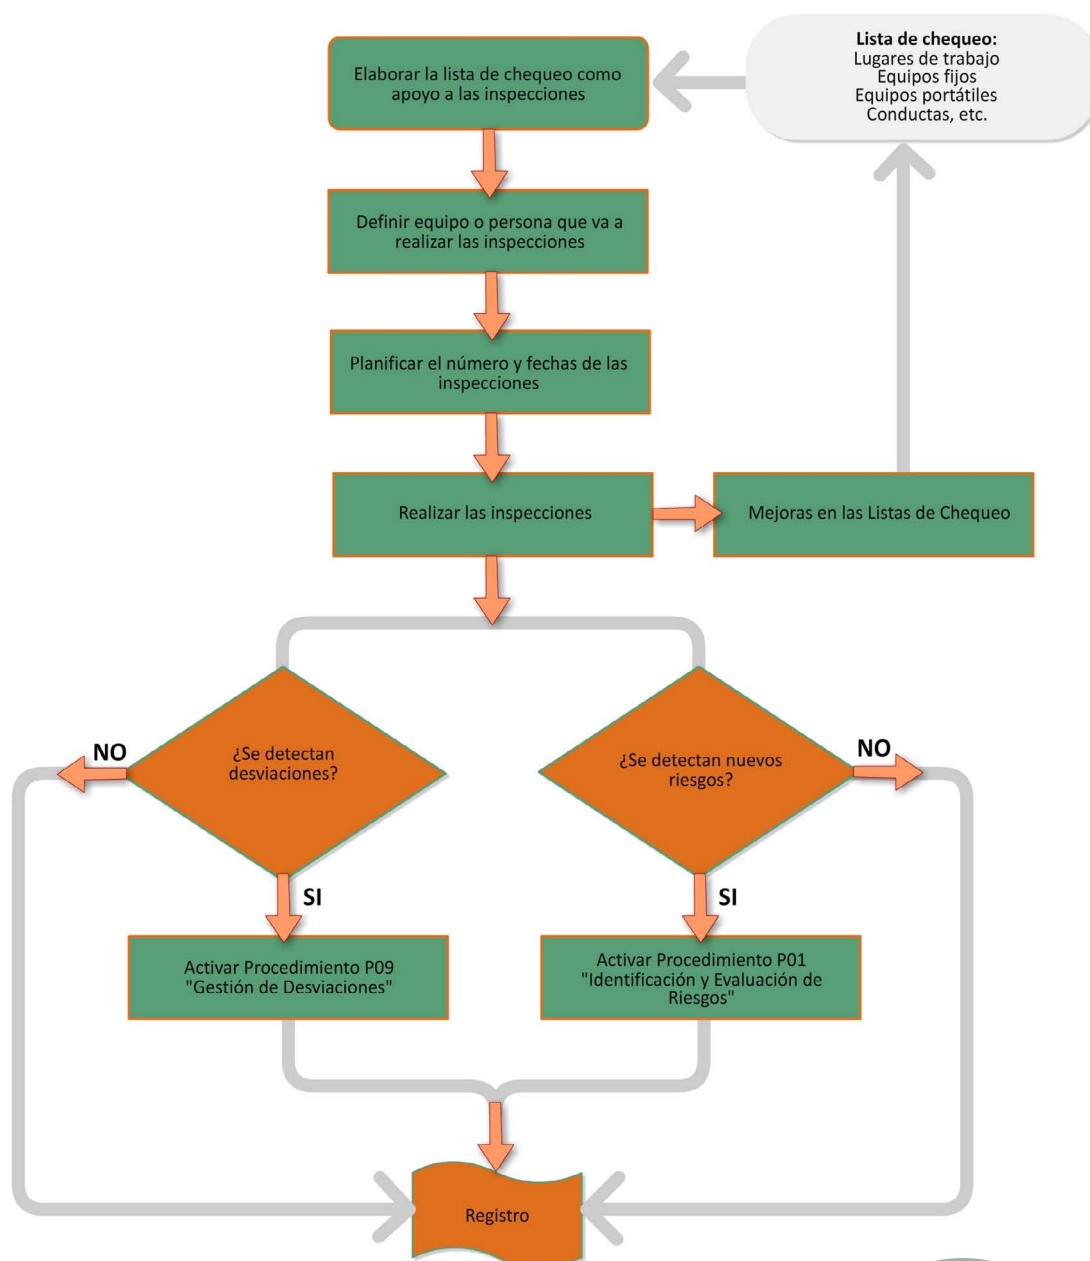 Elaborar la lista de chequeo como
apoyo a las inspecciones
Lista de chequeo:
Lugares de trabajo
Equipos fijos
Equipos portátiles
Conductas, etc.
Definir equipo o persona que va a
realizar las inspecciones
Planificar el número y fechas de las
inspecciones
Realizar las inspecciones
Mejoras en las Listas de Chequeo
¿Se detectan
desviaciones?
NO
SI
¿Se detectan nuevos
riesgos?
NO
SI
Activar Procedimiento P09
"Gestión de Desviaciones"
Activar Procedimiento P01
"Identificación y Evaluación de
Riesgos"
Registro